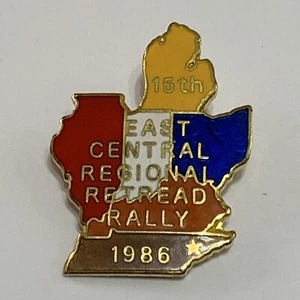 15th
EAST
CENTRAL
REGIONAL
RETREAD
RALLY
1986